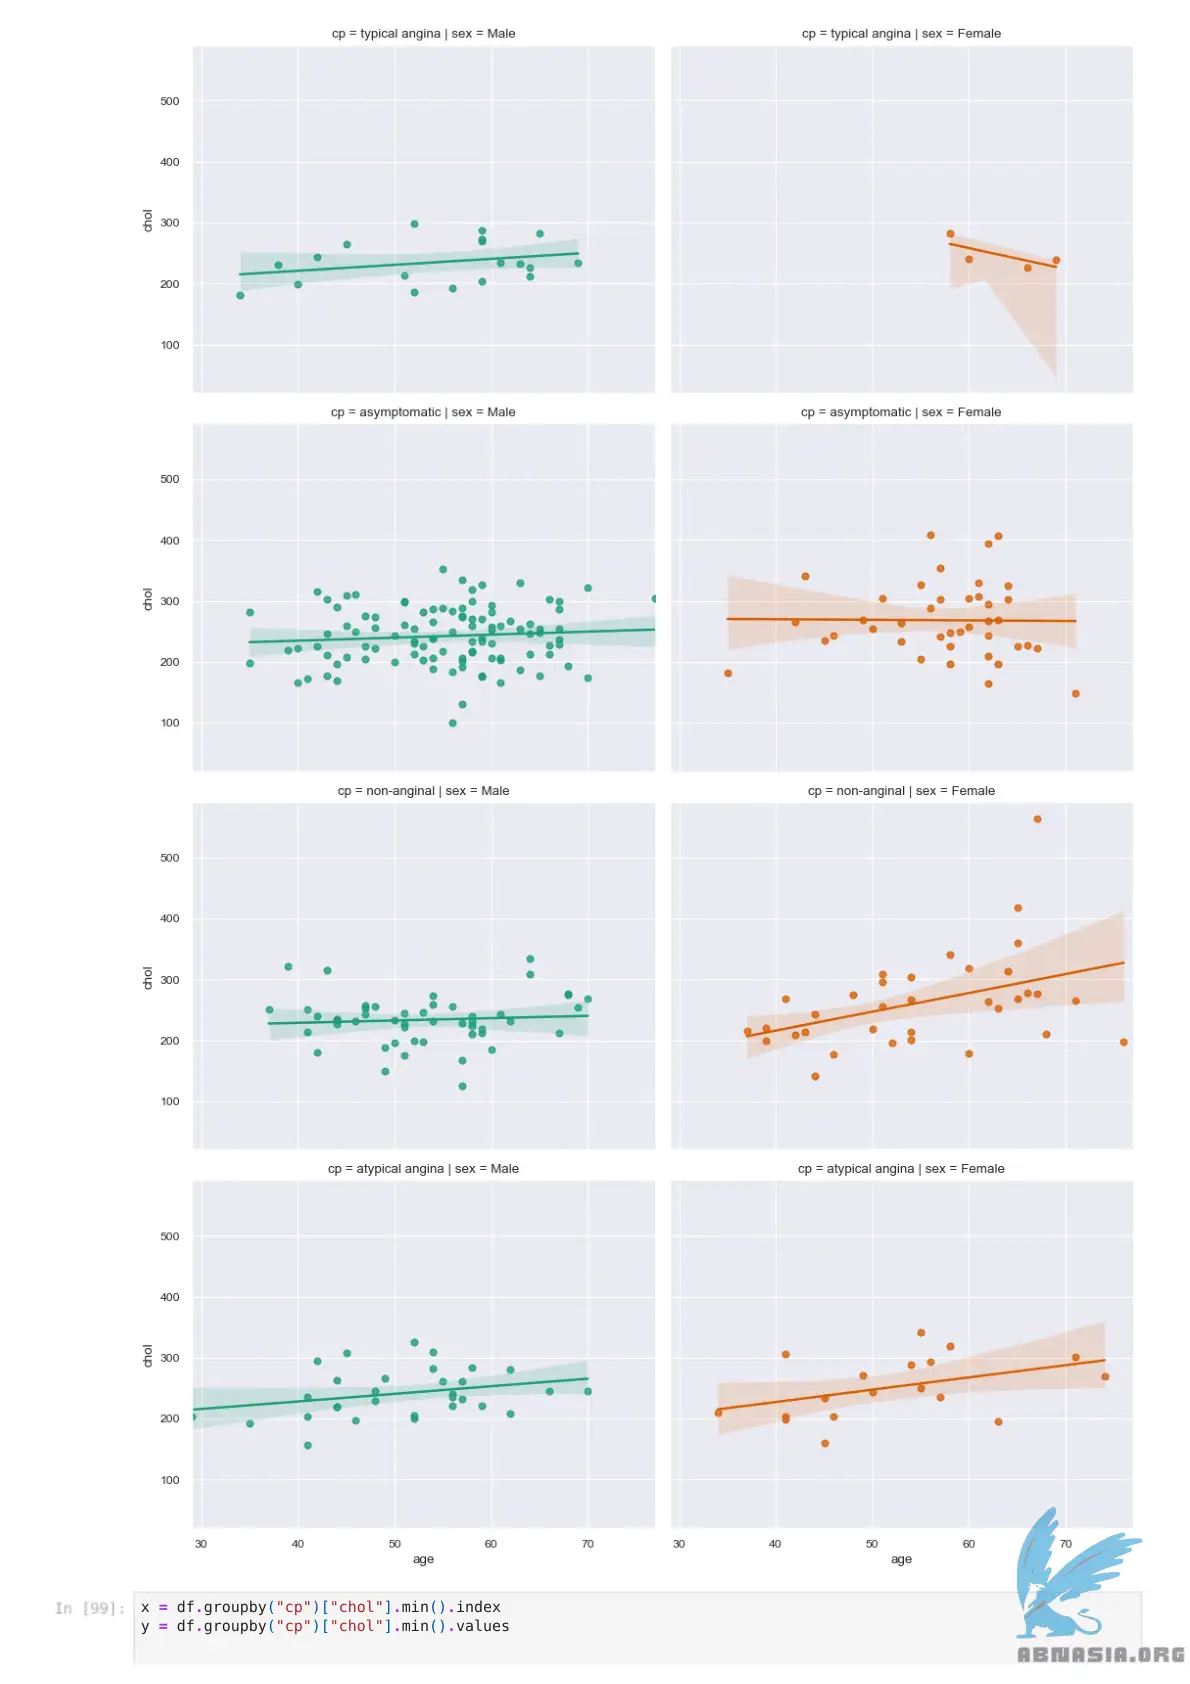 cp = typical angina | sex = Male
cp = typical angina | sex = Female
500
400
300
200
100
chol
cp = asymptomatic | sex = Male
cp = asymptomatic | sex = Female
500
400
300
200
100
chol
cp = non-anginal | sex = Male
cp = non-anginal | sex = Female
500
400
300
200
100
chol
cp = atypical angina | sex = Male
cp = atypical angina | sex = Female
500
400
300
200
100
chol
30 40 50 60 70
age
30 40 50 60 70
age
In [99]:
x = df.groupby("cp")["chol"].min().index
y = df.groupby("cp")["chol"].min().values
ABMASIA.ORG